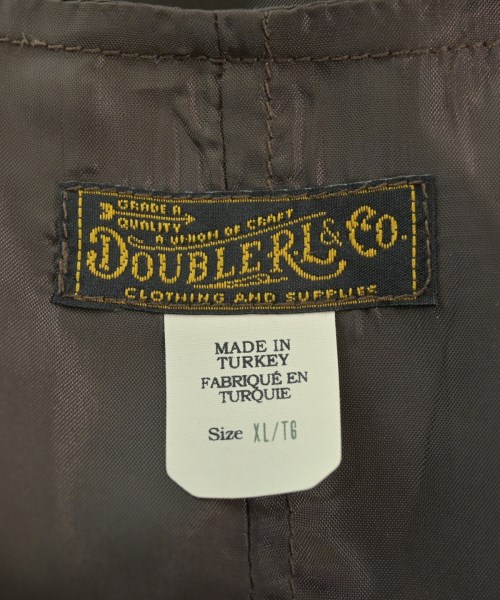 GRADE A
QUALITY
A UNION OF CRAFT
DOUBLE RL & CO.
CLOTHING AND SUPPLIES
MADE IN
TURKEY
FABRIQUÉ EN
TURQUIE
Size XL/TG